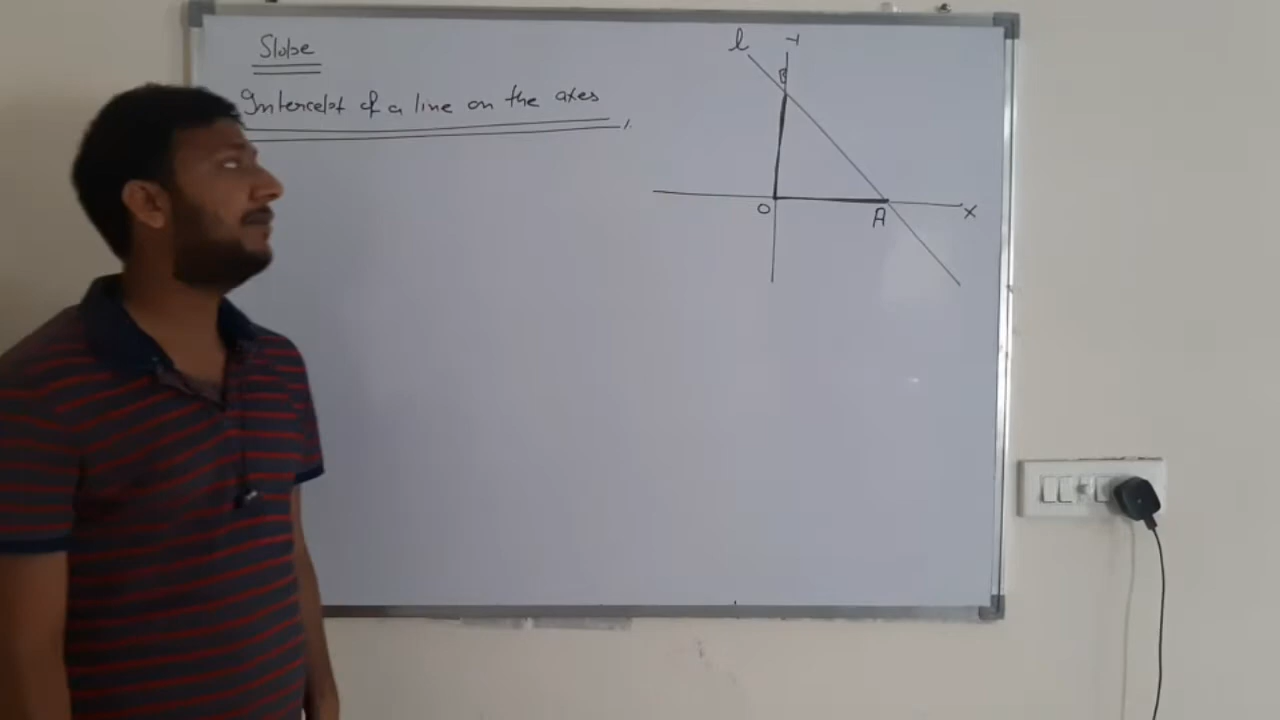 Slope
Intercept of a line on the axes
l
Y
B
O
A
X